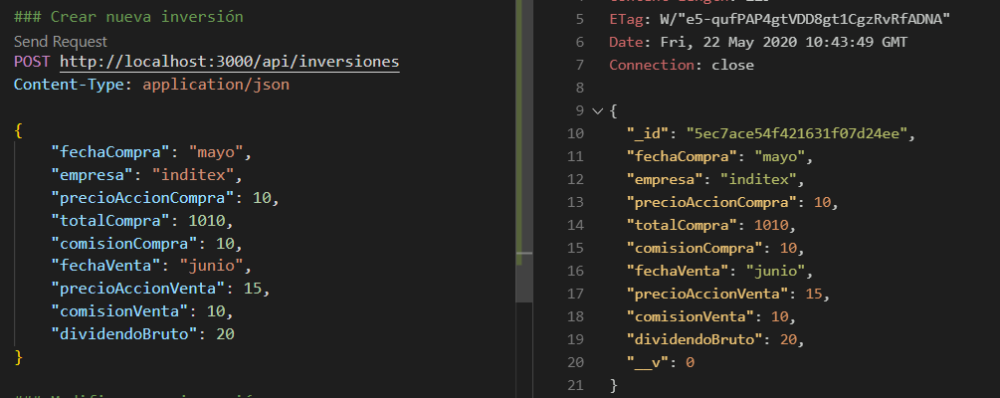 ### Crear nueva inversión
Send Request
POST http://localhost:3000/api/inversiones
Content-Type: application/json
{
"fechaCompra": "mayo",
"empresa": "inditex",
"precioAccionCompra": 10,
"totalCompra": 1010,
"comisionCompra": 10,
"fechaVenta": "junio",
"precioAccionVenta": 15,
"comisionVenta": 10,
"dividendoBruto": 20
}
5 ETag: W/"e5-qufPAP4gtVDD8gt1CgzRvRfADNA"
6 Date: Fri, 22 May 2020 10:43:49 GMT
7 Connection: close
8
9 {
10 "_id": "5ec7ace54f421631f07d24ee",
11 "fechaCompra": "mayo",
12 "empresa": "inditex",
13 "precioAccionCompra": 10,
14 "totalCompra": 1010,
15 "comisionCompra": 10,
16 "fechaVenta": "junio",
17 "precioAccionVenta": 15,
18 "comisionVenta": 10,
19 "dividendoBruto": 20,
20 "__v": 0
21 }